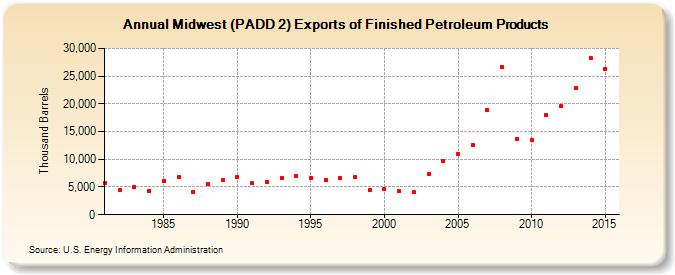 Annual Midwest (PADD 2) Exports of Finished Petroleum Products
Thousand Barrels
30,000
25,000
20,000
15,000
10,000
5,000
0
1985 1990 1995 2000 2005 2010 2015
Source: U.S. Energy Information Administration